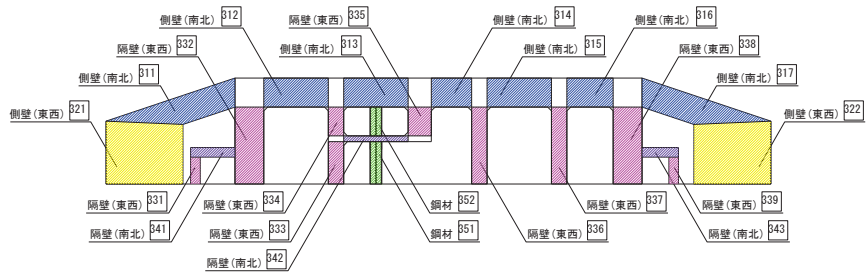 側壁(南北) 312
隔壁(東西) 335
側壁(南北) 314
側壁(南北) 316
隔壁(東西) 332
側壁(南北) 313
側壁(南北) 315
隔壁(東西) 338
側壁(南北) 311
側壁(南北) 317
側壁(東西) 321
側壁(東西) 322
隔壁(東西) 331
隔壁(東西) 334
鋼材 352
隔壁(東西) 337
隔壁(東西) 339
隔壁(南北) 341
隔壁(東西) 333
鋼材 351
隔壁(東西) 336
隔壁(南北) 343
隔壁(南北) 342